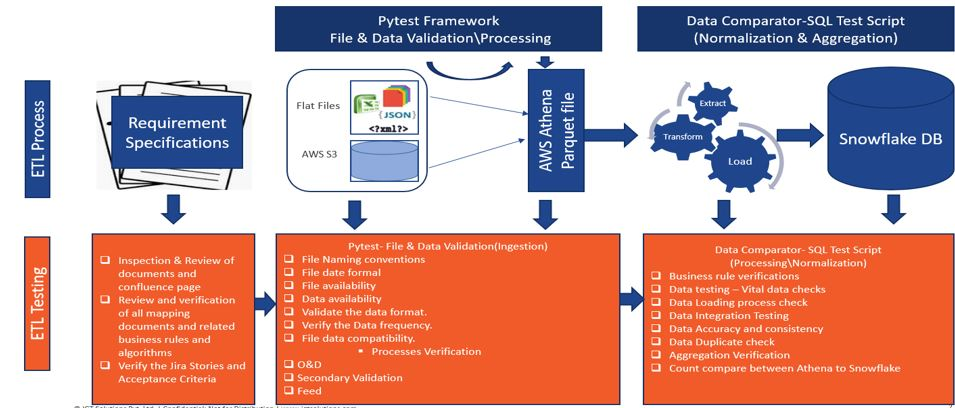 Pytest Framework
File & Data Validation\Processing
Data Comparator-SQL Test Script
(Normalization & Aggregation)
ETL Process
Requirement
Specifications
Flat Files
{JSON}
<?xml?>
AWS S3
AWS Athena
Parquet file
Extract
Transform
Load
Snowflake DB
ETL Testing
Inspection & Review of
documents and
confluence page
Review and verification
of all mapping
documents and related
business rules and
algorithms
Verify the Jira Stories and
Acceptance Criteria
Pytest- File & Data Validation(Ingestion)
File Naming conventions
File date formal
File availability
Data availability
Validate the data format.
Verify the Data frequency.
File data compatibility.
Processes Verification
O&D
Secondary Validation
Feed
Data Comparator- SQL Test Script
(Processing\Normalization)
Business rule verifications
Data testing – Vital data checks
Data Loading process check
Data Integration Testing
Data Accuracy and consistency
Data Duplicate check
Aggregation Verification
Count compare between Athena to Snowflake